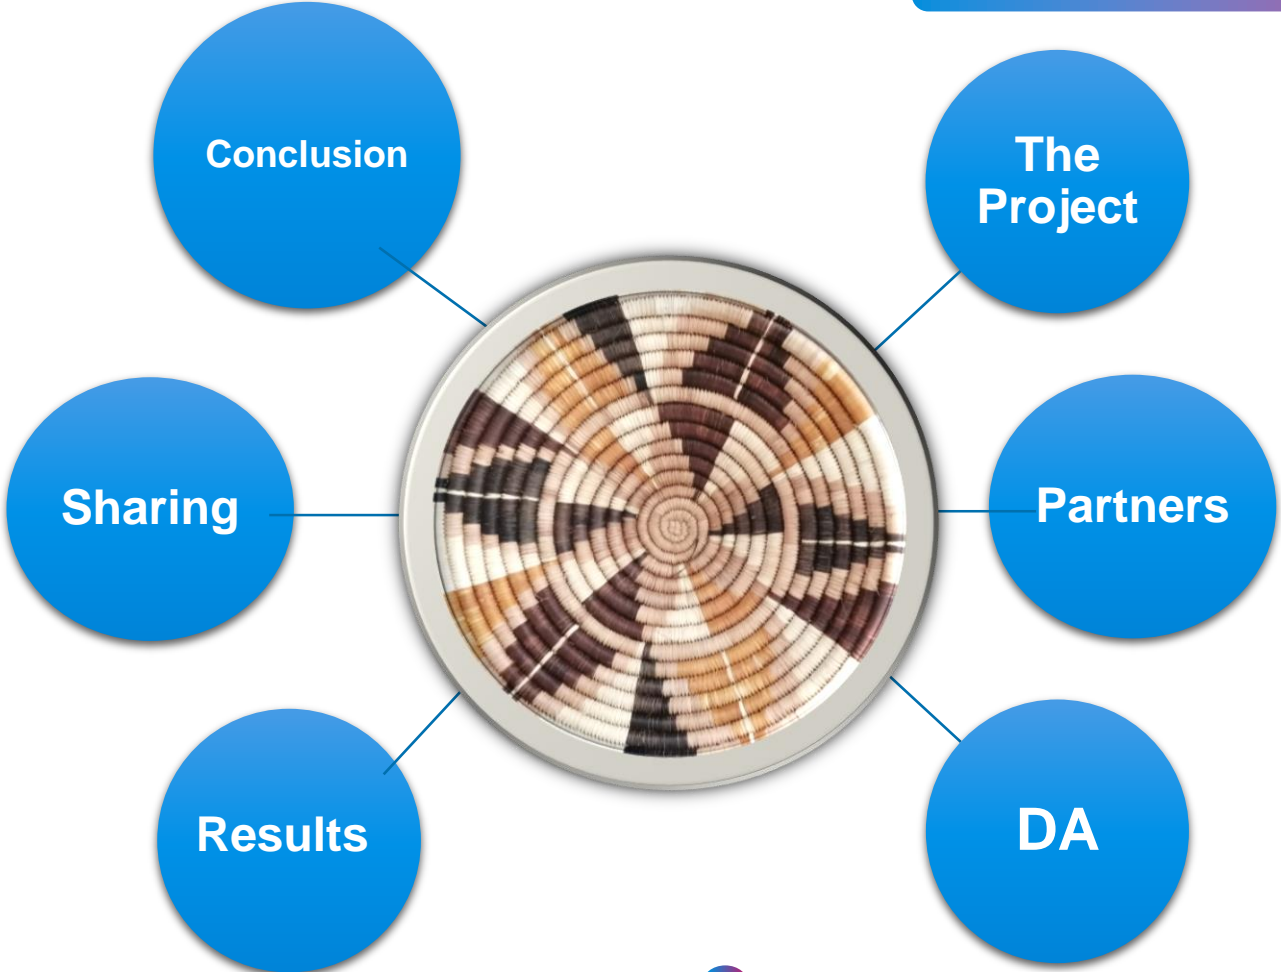 The
Project
Partners
DA
Results
Sharing
Conclusion